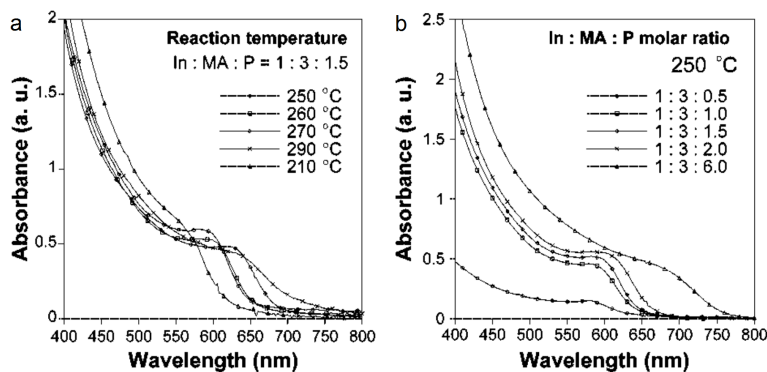 a
Reaction temperature
In : MA : P = 1 : 3 : 1.5
250 °C
260 °C
270 °C
290 °C
210 °C
Absorbance (a. u.)
2
1.5
1
0.5
0
400 450 500 550 600 650 700 750 800
Wavelength (nm)
b
In : MA : P molar ratio
250 °C
1 : 3 : 0.5
1 : 3 : 1.0
1 : 3 : 1.5
1 : 3 : 2.0
1 : 3 : 6.0
Absorbance (a. u.)
2.5
2
1.5
1
0.5
0
400 450 500 550 600 650 700 750 800
Wavelength (nm)